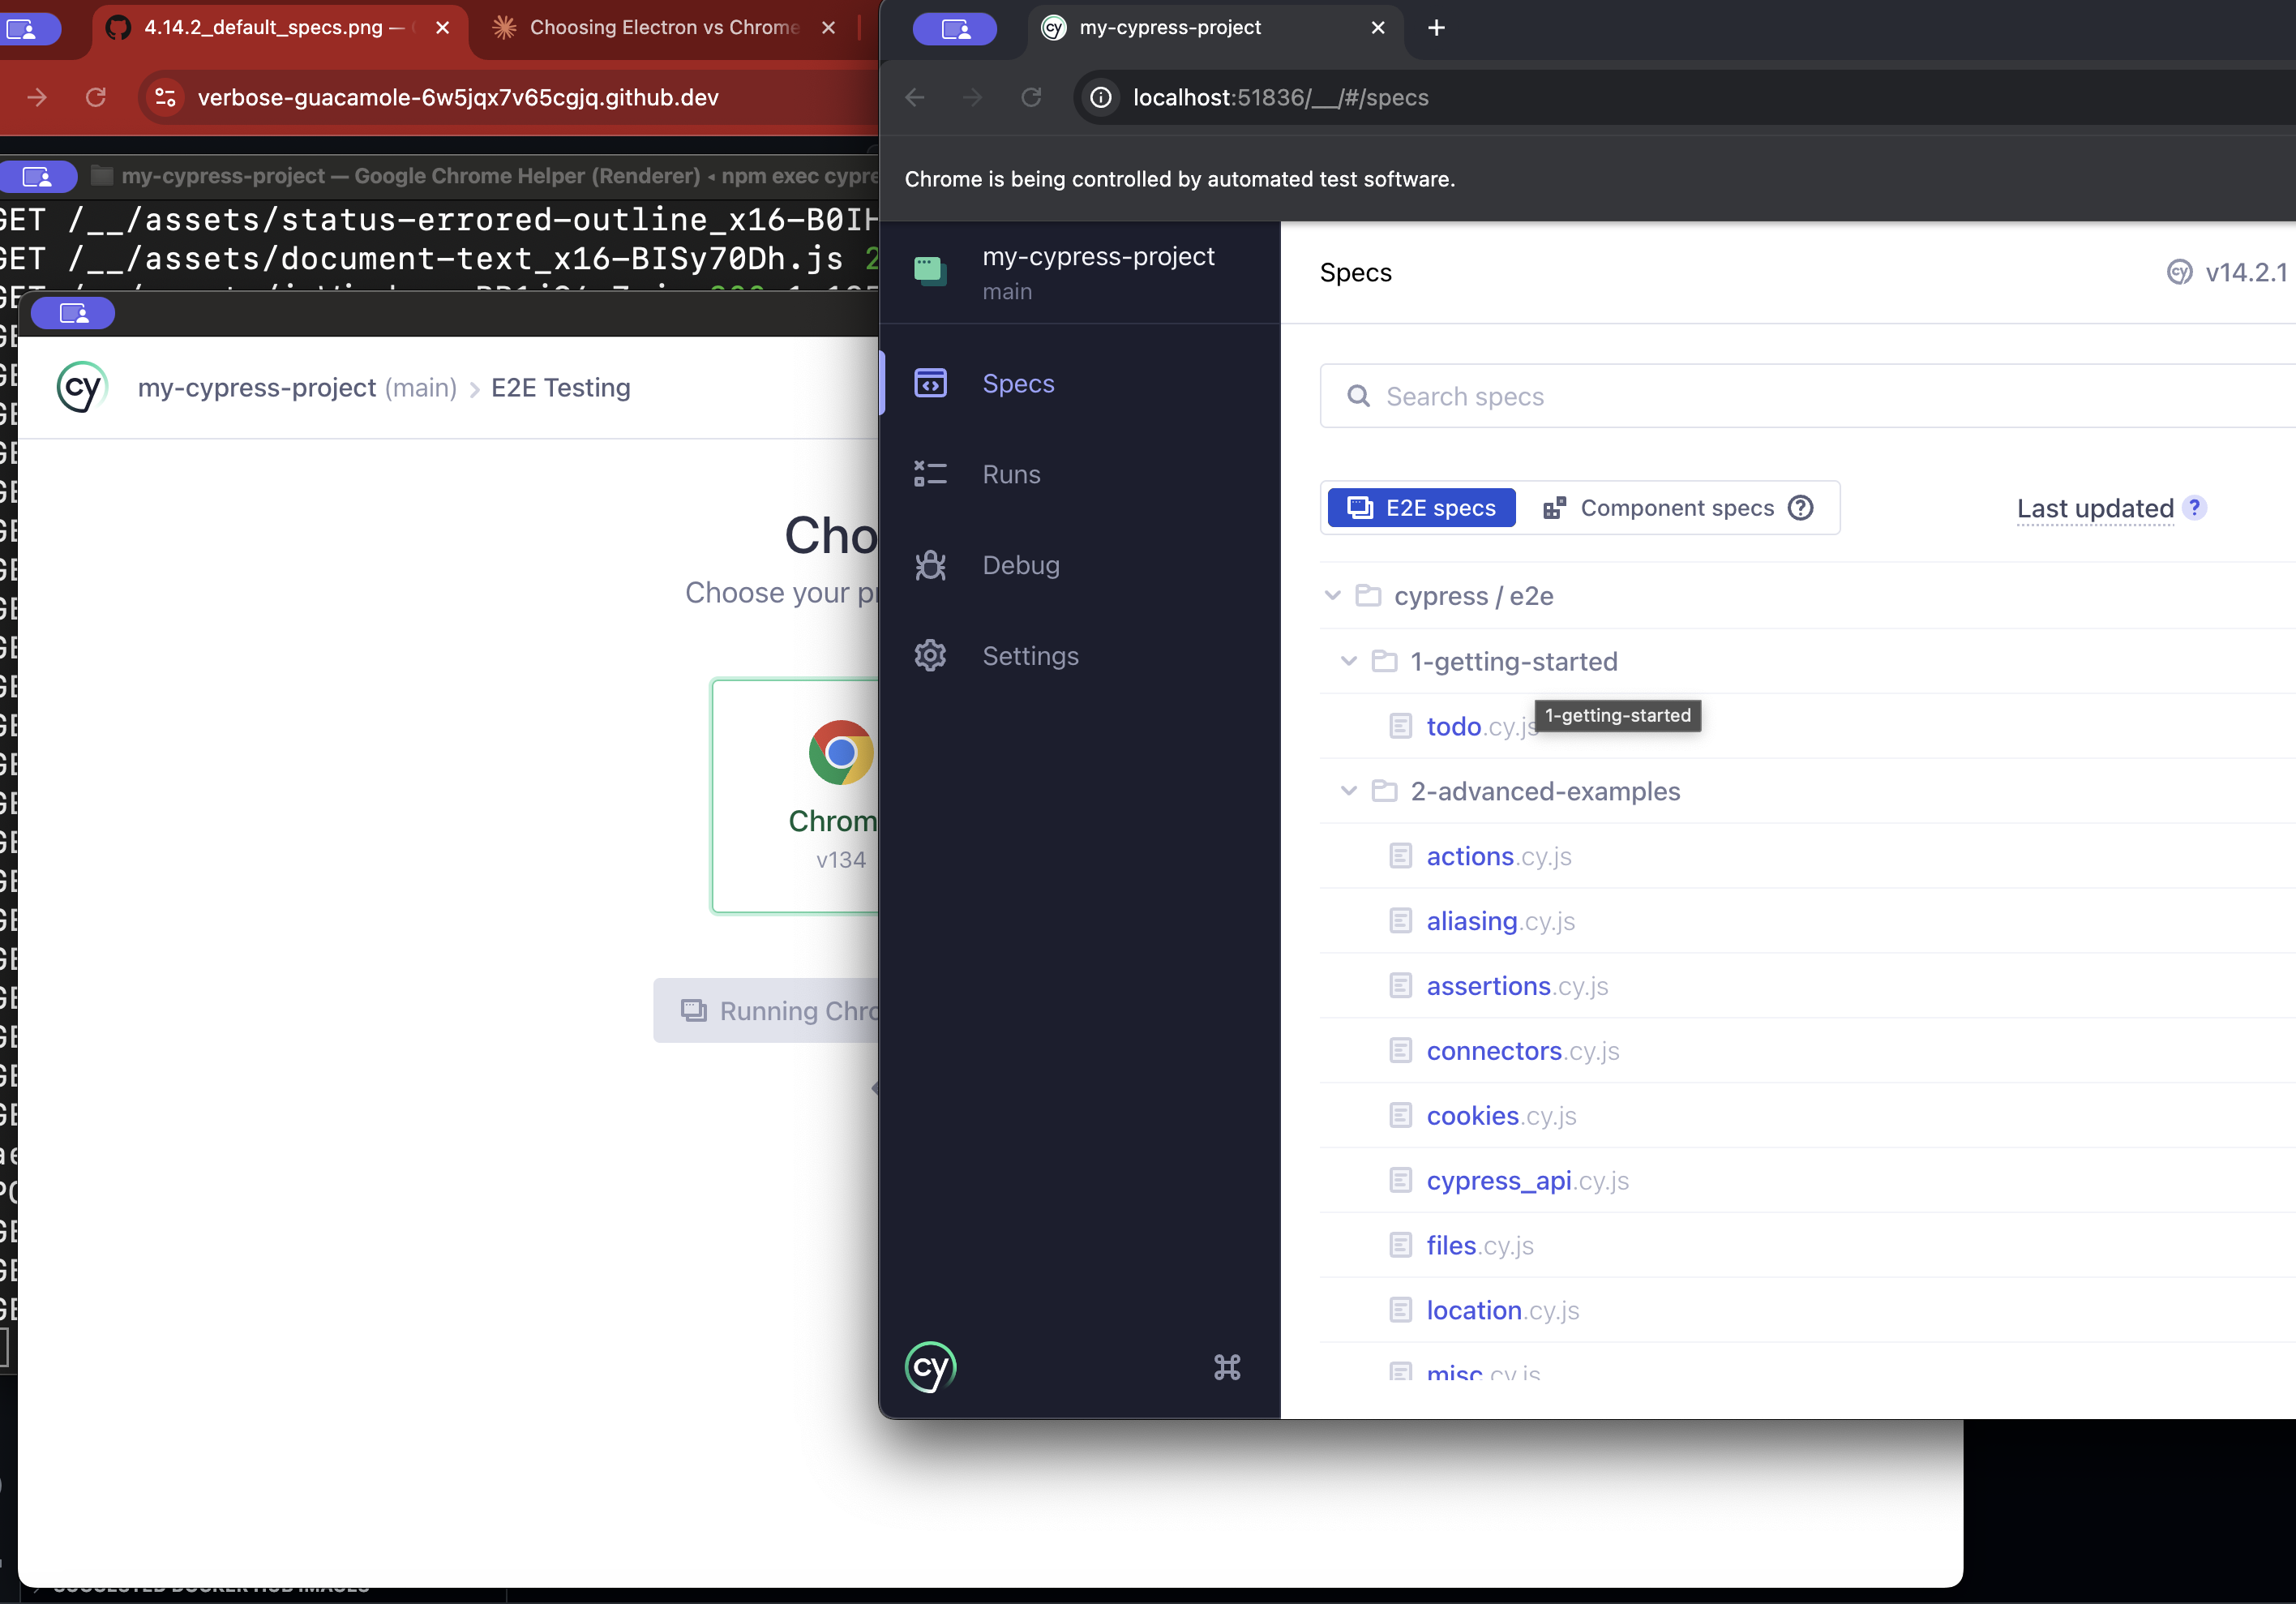 4.14.2_default_specs.png —
Choosing Electron vs Chrome
verbose-guacamole-6w5jqx7v65cgjq.github.dev
my-cypress-project — Google Chrome Helper (Renderer) ◂ npm exec cypre
GET /__/assets/status-errored-outline_x16-B0IH
GET /__/assets/document-text_x16-BISy70Dh.js 2
cy
my-cypress-project (main) > E2E Testing
Cho
Choose your p
Chrom
v134
Running Chro
my-cypress-project
localhost:51836/__/#/specs
Chrome is being controlled by automated test software.
my-cypress-project
main
Specs
Runs
Debug
Settings
cy
Specs
cy v14.2.1
Search specs
E2E specs
Component specs
Last updated ?
cypress / e2e
1-getting-started
todo.cy.js
1-getting-started
2-advanced-examples
actions.cy.js
aliasing.cy.js
assertions.cy.js
connectors.cy.js
cookies.cy.js
cypress_api.cy.js
files.cy.js
location.cy.js
misc.cy.js